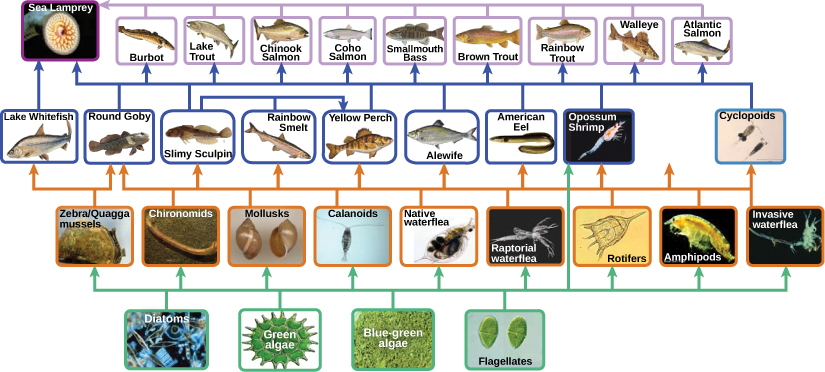 Sea Lamprey
Burbot
Lake
Trout
Chinook
Salmon
Coho
Salmon
Smallmouth
Bass
Brown Trout
Rainbow
Trout
Walleye
Atlantic
Salmon
Lake Whitefish
Round Goby
Slimy Sculpin
Rainbow
Smelt
Yellow Perch
Alewife
American
Eel
Opossum
Shrimp
Cyclopoids
Zebra/Quagga
mussels
Chironomids
Mollusks
Calanoids
Native
waterflea
Raptorial
waterflea
Rotifers
Amphipods
Invasive
waterflea
Diatoms
Green
algae
Blue-green
algae
Flagellates